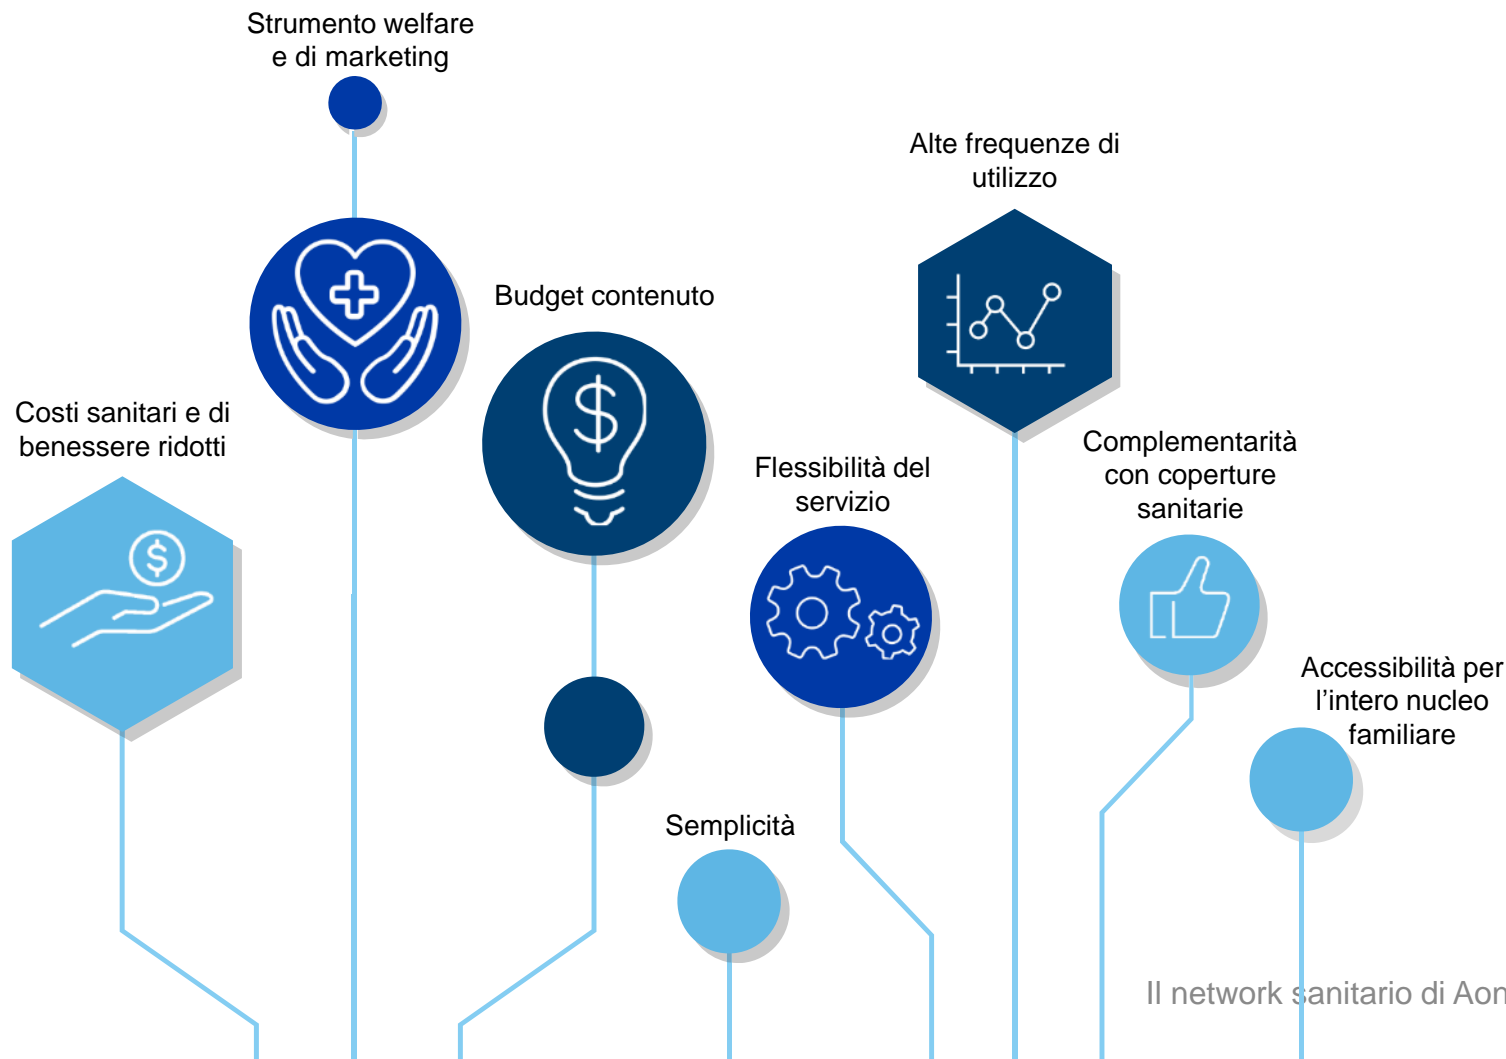 Strumento welfare
e di marketing
Alte frequenze di
utilizzo
Budget contenuto
Costi sanitari e di
benessere ridotti
Complementarità
con coperture
sanitarie
Flessibilità del
servizio
Accessibilità per
l’intero nucleo
familiare
Semplicità
Il network sanitario di Aon